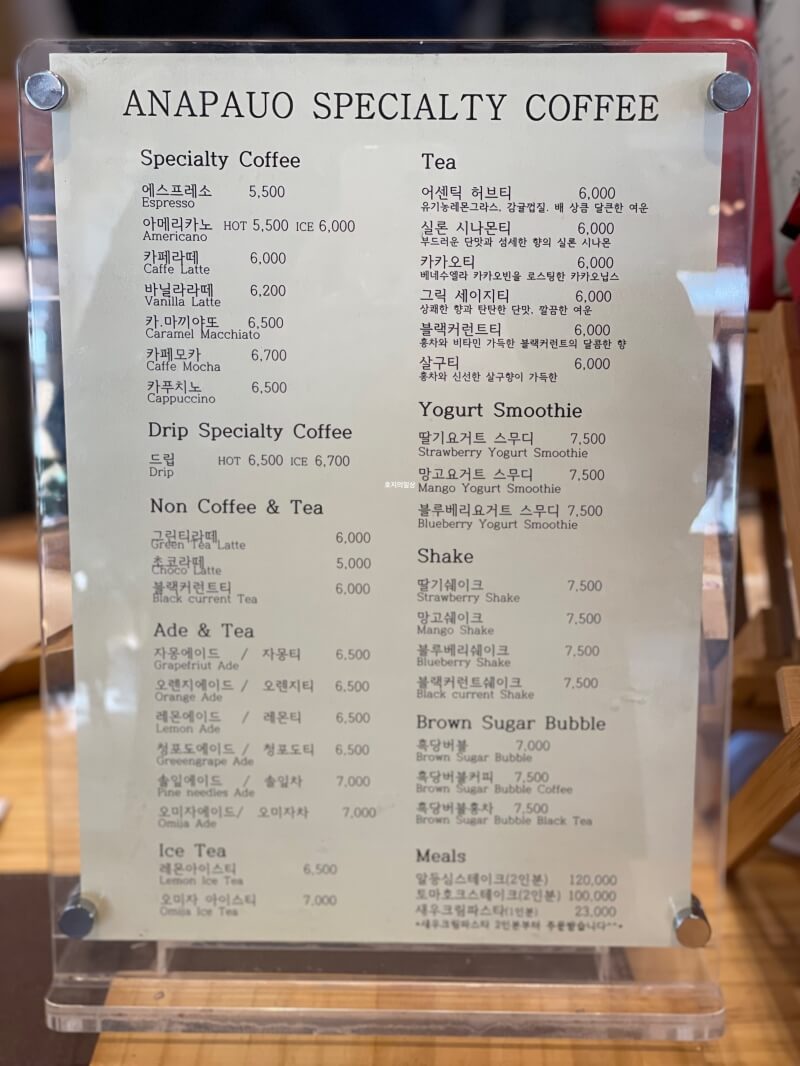 ANAPAUO SPECIALTY COFFEE
Specialty Coffee
에스프레소 5,500
Espresso
아메리카노 HOT 5,500 ICE 6,000
Americano
카페라떼 6,000
Caffe Latte
바닐라라떼 6,200
Vanilla Latte
카.마끼야또 6,500
Caramel Macchiato
카페모카 6,700
Caffe Mocha
카푸치노 6,500
Cappuccino
Drip Specialty Coffee
드립 HOT 6,500 ICE 6,700
Drip
Non Coffee & Tea
그린티라떼 6,000
Green Tea Latte
초코라떼 5,000
Choco Latte
블랙커런트티 6,000
Black current Tea
Ade & Tea
자몽에이드 / 자몽티 6,500
Grapefriut Ade
오렌지에이드 / 오렌지티 6,500
Orange Ade
레몬에이드 / 레몬티 6,500
Lemon Ade
청포도에이드 / 청포도티 6,500
Greeengrape Ade
솔잎에이드 / 솔잎차 7,000
Pine needles Ade
오미자에이드/ 오미자차 7,000
Omija Ade
Ice Tea
레몬아이스티 6,500
Lemon Ice Tea
오미자 아이스티 7,000
Omija Ice Tea
Tea
어센틱 허브티 6,000
유기농레몬그라스, 감귤껍질. 배 상큼 달큰한 여운
실론 시나몬티 6,000
부드러운 단맛과 섬세한 향의 실론 시나몬
카카오티 6,000
베네수엘라 카카오빈을 로스팅한 카카오닙스
그릭 세이지티 6,000
상쾌한 향과 탄탄한 단맛, 깔끔한 여운
블랙커런트티 6,000
홍차와 비타민 가득한 블랙커런트의 달콤한 향
살구티 6,000
홍차와 신선한 살구향이 가득한
Yogurt Smoothie
딸기요거트 스무디 7,500
Strawberry Yogurt Smoothie
망고요거트 스무디 7,500
Mango Yogurt Smoothie
블루베리요거트 스무디 7,500
Blueberry Yogurt Smoothie
Shake
딸기쉐이크 7,500
Strawberry Shake
망고쉐이크 7,500
Mango Shake
블루베리쉐이크 7,500
Blueberry Shake
블랙커런트쉐이크 7,500
Black current Shake
Brown Sugar Bubble
흑당버블 7,000
Brown Sugar Bubble
흑당버블커피 7,500
Brown Sugar Bubble Coffee
흑당버블홍차 7,500
Brown Sugar Bubble Black Tea
Meals
알등심스테이크(2인분) 120,000
토마호크스테이크(2인분) 100,000
새우크림파스타(1인분) 23,000
*새우크림파스타 2인분부터 주문받습니다^^*
호지의일상